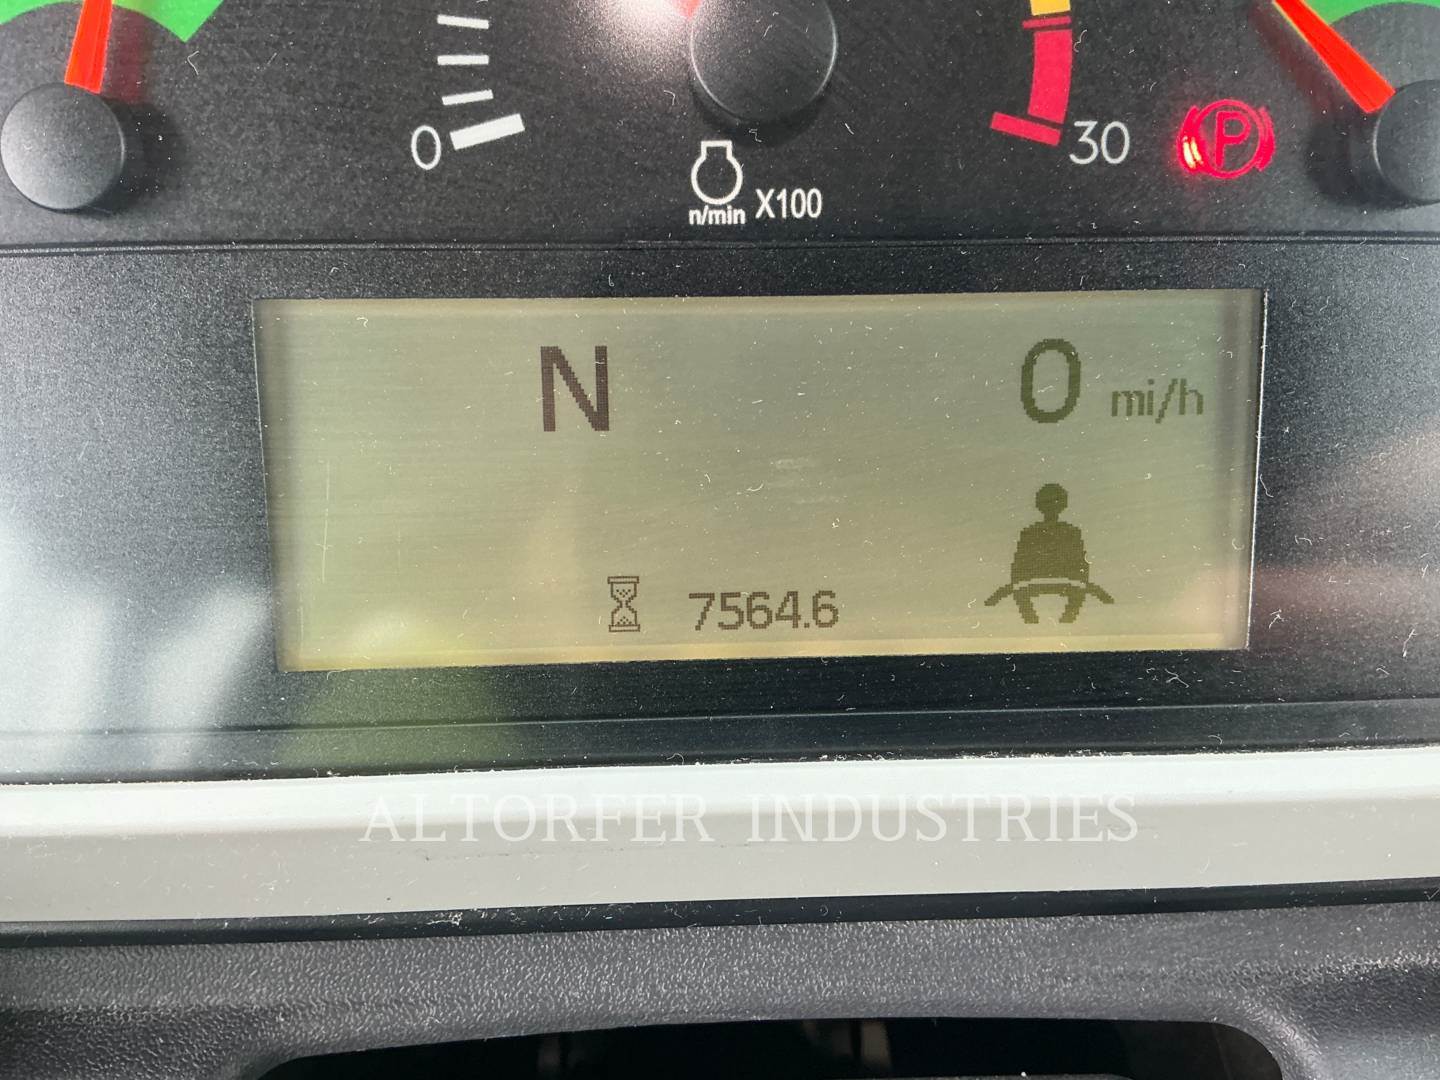 0
30
P
n/min X100
N
0 mi/h
7564.6
ALTORFER INDUSTRIES